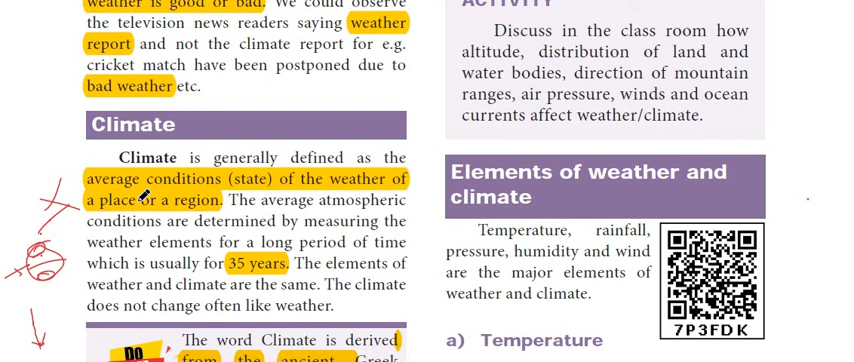 weather is good or bad. We could observe
the television news readers saying weather
report and not the climate report for e.g.
cricket match have been postponed due to
bad weather etc.
Climate
Climate is generally defined as the
average conditions (state) of the weather of
a place or a region. The average atmospheric
conditions are determined by measuring the
weather elements for a long period of time
which is usually for 35 years. The elements of
weather and climate are the same. The climate
does not change often like weather.
DO
The word Climate is derived
from the ancient Greek
ACTIVITY
Discuss in the class room how
altitude, distribution of land and
water bodies, direction of mountain
ranges, air pressure, winds and ocean
currents affect weather/climate.
Elements of weather and
climate
Temperature, rainfall,
pressure, humidity and wind
are the major elements of
weather and climate.
7P3FDK
a) Temperature